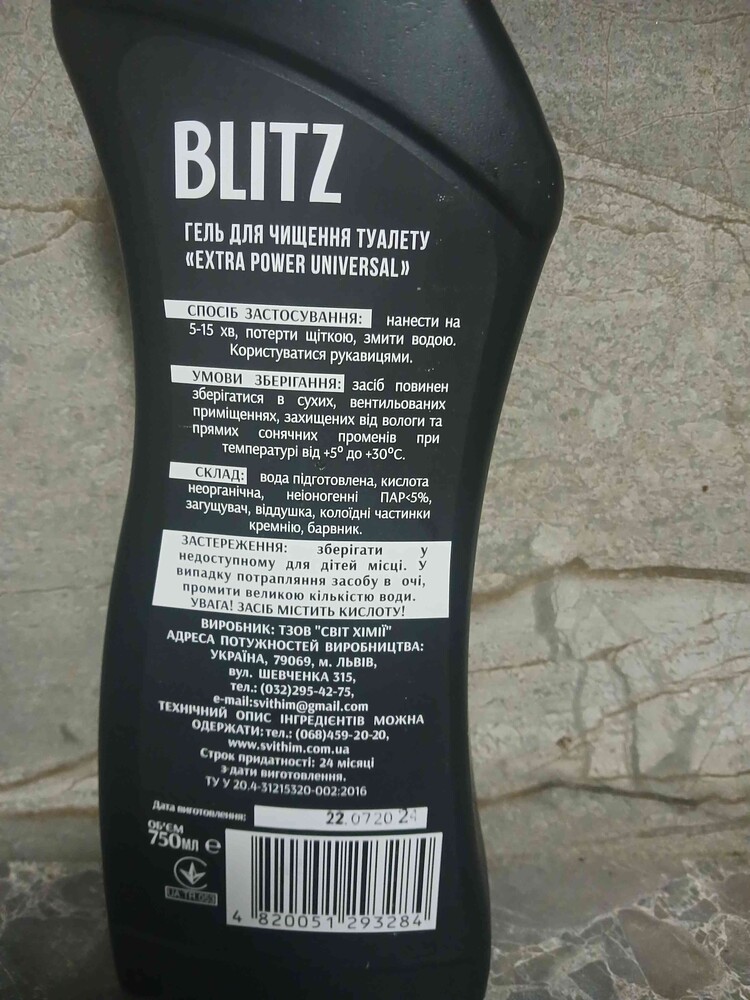 BLITZ
ГЕЛЬ ДЛЯ ЧИЩЕННЯ ТУАЛЕТУ
«EXTRA POWER UNIVERSAL»
СПОСІБ ЗАСТОСУВАННЯ: нанести на
5-15 хв, потерти щіткою, змити водою.
Користуватися рукавицями.
УМОВИ ЗБЕРІГАННЯ: засіб повинен
зберігатися в сухих, вентильованих
приміщеннях, захищених від вологи та
прямих сонячних променів при
температурі від +5⁰ до +30⁰С.
СКЛАД: вода підготовлена, кислота
неорганічна, неіоногенні ПАР<5%,
загущувач, віддушка, колоїдні частинки
кремнію, барвник.
ЗАСТЕРЕЖЕННЯ: зберігати у
недоступному для дітей місці. У
випадку потрапляння засобу в очі,
промити великою кількістю води.
УВАГА! ЗАСІБ МІСТИТЬ КИСЛОТУ!
ВИРОБНИК: ТЗОВ "СВІТ ХІМІЇ"
АДРЕСА ПОТУЖНОСТЕЙ ВИРОБНИЦТВА:
УКРАЇНА, 79069, м. ЛЬВІВ,
вул. ШЕВЧЕНКА 315,
тел.: (032)295-42-75,
e-mail:svithim@gmail.com
ТЕХНІЧНИЙ ОПИС ІНГРЕДІЄНТІВ МОЖНА
ОДЕРЖАТИ:тел.: (068)459-20-20,
www.svithim.com.ua
Строк придатності: 24 місяці
з дати виготовлення.
ТУ У 20.4-31215320-002:2016
Дата виготовлення: 22.072024
ОБ'ЄМ
750мл e
UA.TR.053
4 820051 293284